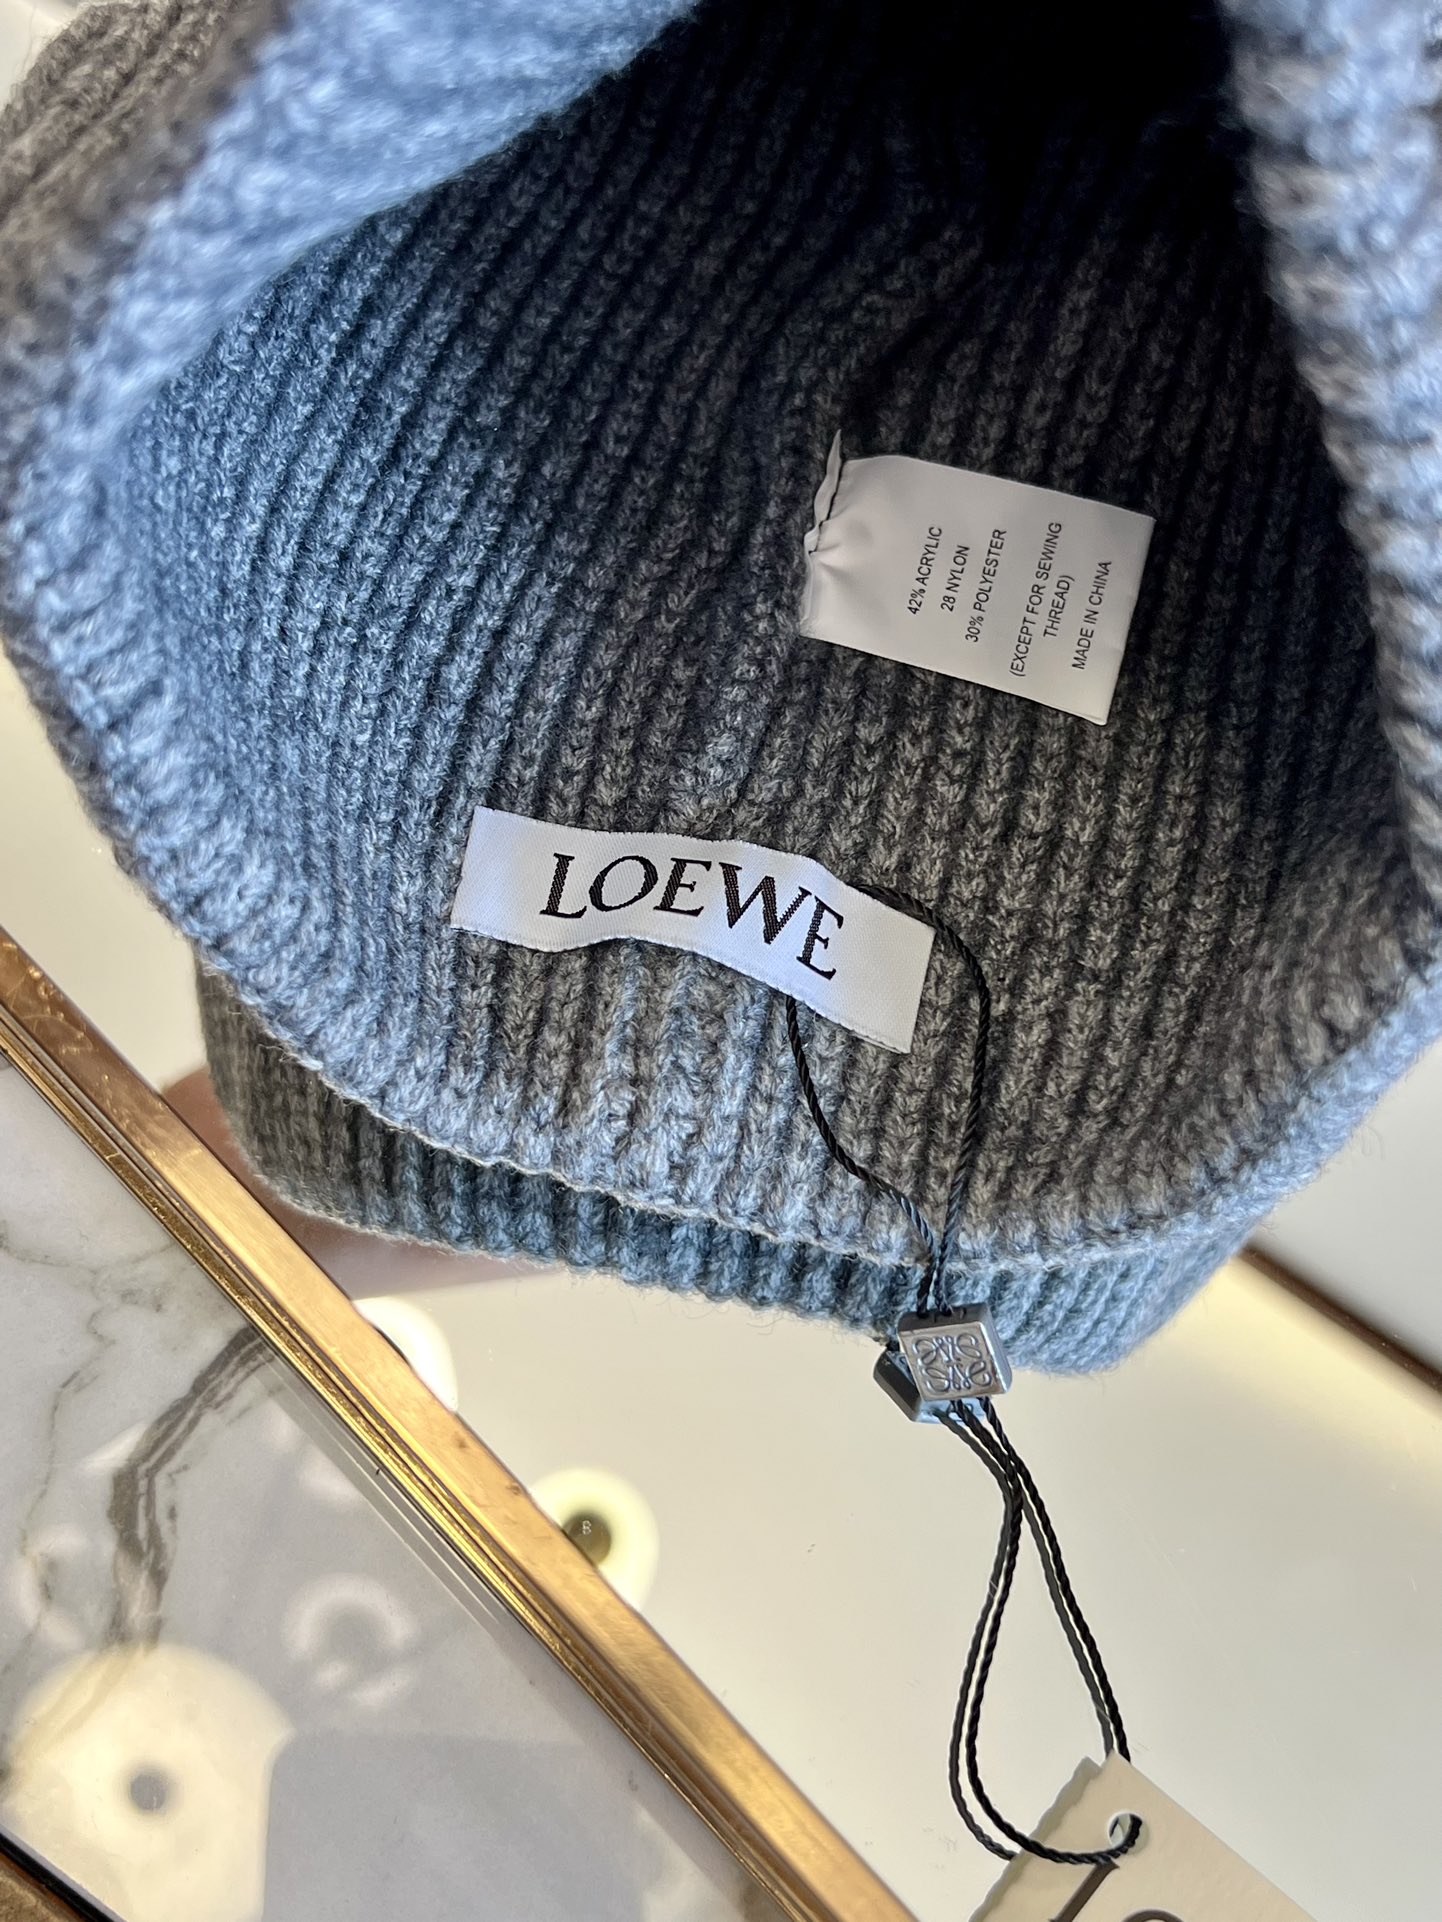 42% ACRYLIC
28 NYLON
30% POLYESTER
(EXCEPT FOR SEWING
THREAD)
MADE IN CHINA
LOEWE